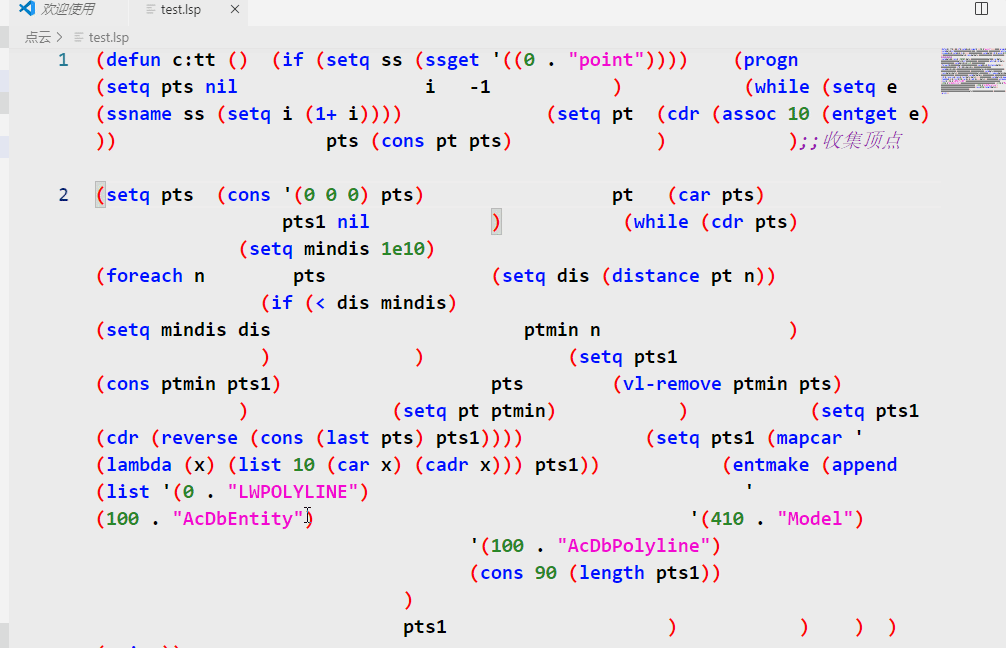 欢迎使用 test.lsp
点云 > test.lsp
1 (defun c:tt () (if (setq ss (ssget '((0 . "point")))) (progn
(setq pts nil i -1 ) (while (setq e
(ssname ss (setq i (1+ i)))) (setq pt (cdr (assoc 10 (entget e)
)) pts (cons pt pts) ) );;收集顶点
2 (setq pts (cons '(0 0 0) pts) pt (car pts)
pts1 nil ) (while (cdr pts)
(setq mindis 1e10)
(foreach n pts (setq dis (distance pt n))
(if (< dis mindis)
(setq mindis dis ptmin n )
) ) (setq pts1
(cons ptmin pts1) pts (vl-remove ptmin pts)
) (setq pt ptmin) ) (setq pts1
(cdr (reverse (cons (last pts) pts1)))) (setq pts1 (mapcar '
(lambda (x) (list 10 (car x) (cadr x))) pts1)) (entmake (append
(list '(0 . "LWPOLYLINE") '
(100 . "AcDbEntity") '(410 . "Model")
'(100 . "AcDbPolyline")
(cons 90 (length pts1))
)
pts1 ) ) ) )